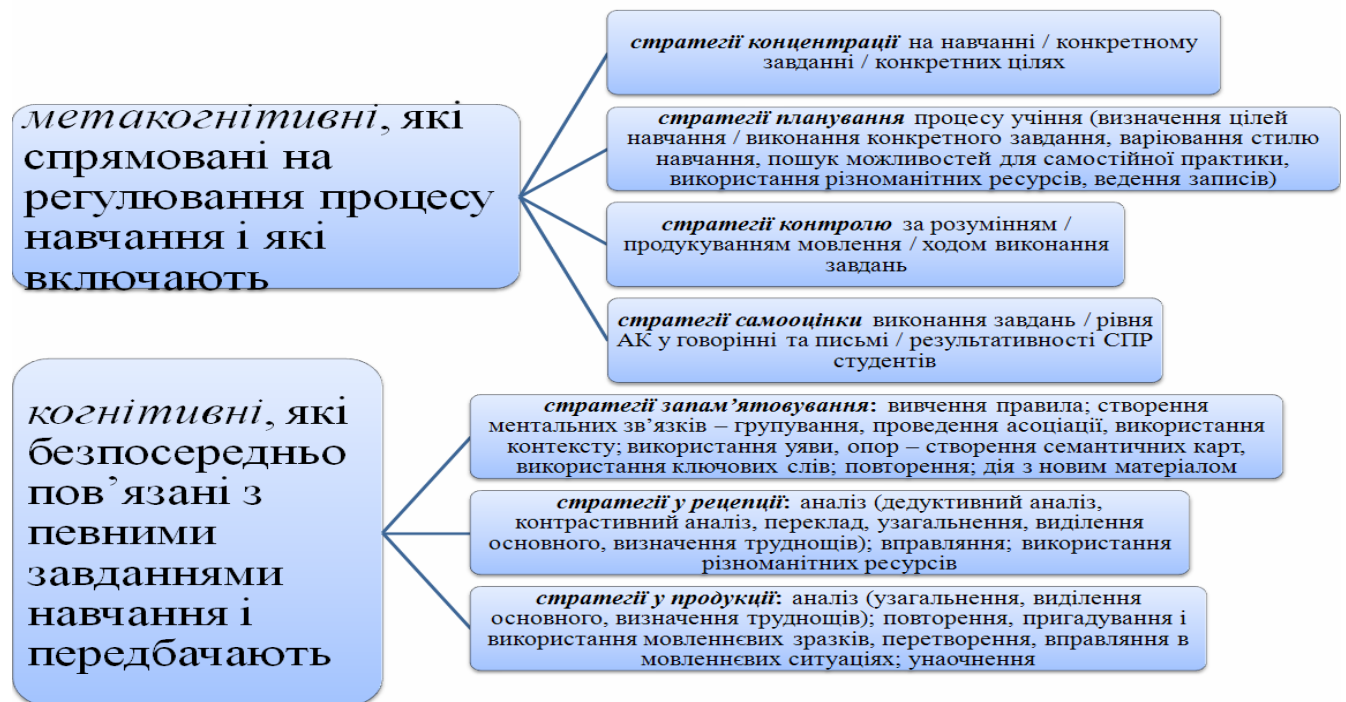 метакогнітивні, які
спрямовані на
регулювання процесу
навчання і які
включають
стратегії концентрації на навчанні / конкретному
завданні / конкретних цілях
стратегії планування процесу учіння (визначення цілей
навчання / виконання конкретного завдання, варіювання стилю
навчання, пошук можливостей для самостійної практики,
використання різноманітних ресурсів, ведення записів)
стратегії контролю за розумінням /
продукуванням мовлення / ходом виконання
завдань
стратегії самооцінки виконання завдань / рівня
АК у говорінні та письмі / результативності СПР
студентів
когнітивні, які
безпосередньо
пов’язані з
певними
завданнями
навчання і
передбачають
стратегії запам’ятовування: вивчення правила; створення
ментальних зв’язків – групування, проведення асоціації, використання
контексту; використання уяви, опор – створення семантичних карт,
використання ключових слів; повторення; дія з новим матеріалом
стратегії у рецепції: аналіз (дедуктивний аналіз,
контрастивний аналіз, переклад, узагальнення, виділення
основного, визначення труднощів); вправляння; використання
різноманітних ресурсів
стратегії у продукції: аналіз (узагальнення, виділення
основного, визначення труднощів); повторення, пригадування і
використання мовленнєвих зразків, перетворення, вправляння в
мовленнєвих ситуаціях; унаочнення